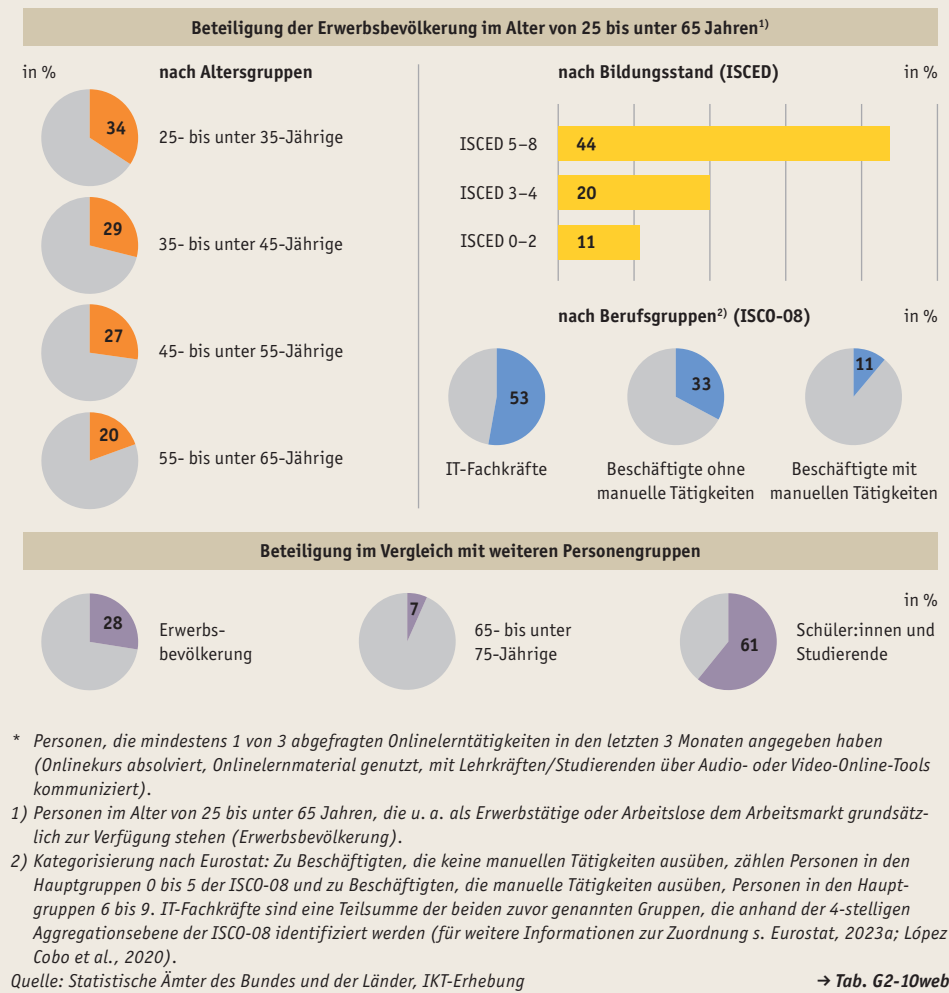 Beteiligung der Erwerbsbevölkerung im Alter von 25 bis unter 65 Jahren1)
in %
nach Altersgruppen
34
25- bis unter 35-Jährige
29
35- bis unter 45-Jährige
27
45- bis unter 55-Jährige
20
55- bis unter 65-Jährige
nach Bildungsstand (ISCED)
in %
ISCED 5–8
44
ISCED 3–4
20
ISCED 0–2
11
nach Berufsgruppen2) (ISCO-08)
in %
53
33
11
IT-Fachkräfte
Beschäftigte ohne
manuelle Tätigkeiten
Beschäftigte mit
manuellen Tätigkeiten
Beteiligung im Vergleich mit weiteren Personengruppen
in %
28
Erwerbs-
bevölkerung
7
65- bis unter
75-Jährige
61
Schüler:innen und
Studierende
* Personen, die mindestens 1 von 3 abgefragten Onlinelerntätigkeiten in den letzten 3 Monaten angegeben haben
(Onlinekurs absolviert, Onlinelernmaterial genutzt, mit Lehrkräften/Studierenden über Audio- oder Video-Online-Tools
kommuniziert).
1) Personen im Alter von 25 bis unter 65 Jahren, die u. a. als Erwerbstätige oder Arbeitslose dem Arbeitsmarkt grundsätz-
lich zur Verfügung stehen (Erwerbsbevölkerung).
2) Kategorisierung nach Eurostat: Zu Beschäftigten, die keine manuellen Tätigkeiten ausüben, zählen Personen in den
Hauptgruppen 0 bis 5 der ISCO-08 und zu Beschäftigten, die manuelle Tätigkeiten ausüben, Personen in den Haupt-
gruppen 6 bis 9. IT-Fachkräfte sind eine Teilsumme der beiden zuvor genannten Gruppen, die anhand der 4-stelligen
Aggregationsebene der ISCO-08 identifiziert werden (für weitere Informationen zur Zuordnung s. Eurostat, 2023a; López
Cobo et al., 2020).
Quelle: Statistische Ämter des Bundes und der Länder, IKT-Erhebung
→ Tab. G2-10web